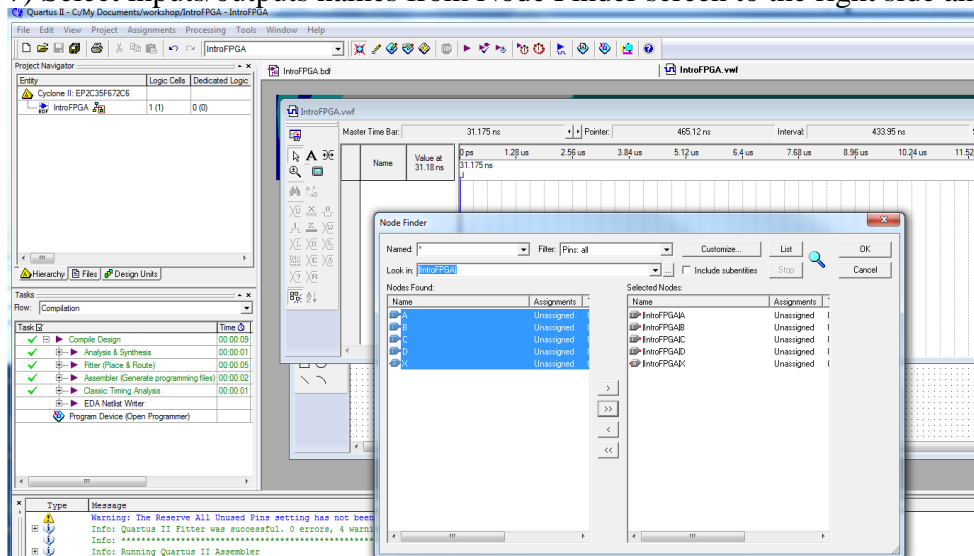 7) Select inputs/outputs names from Node Finder screen to the right side an
Quartus II - C:/My Documents/workshop/IntroFPGA - IntroFPGA
File Edit View Project Assignments Processing Tools Window Help
IntroFPGA
Project Navigator
Entity Logic Cells Dedicated Logic
Cyclone II: EP2C35F672C6
IntroFPGA 1 (1) 0 (0)
Hierarchy Files Design Units
Tasks
Flow: Compilation
Task Time
Compile Design 00:00:09
Analysis & Synthesis 00:00:01
Fitter (Place & Route) 00:00:05
Assembler (Generate programming files) 00:00:02
Classic Timing Analysis 00:00:01
EDA Netlist Writer
Program Device (Open Programmer)
IntroFPGA.bdf
IntroFPGA.vwf
IntroFPGA.vwf
Master Time Bar: 31.175 ns Pointer: 465.12 ns Interval: 433.95 ns
Name
Value at
31.18 ns
0 ps 1.28 us 2.56 us 3.84 us 5.12 us 6.4 us 7.68 us 8.96 us 10.24 us 11.52
31.175 ns
Node Finder
Named: * Filter: Pins: all Customize... List OK
Look in: |IntroFPGA| ... Include subentities Stop Cancel
Nodes Found: Selected Nodes:
Name Assignments Name Assignments
A Unassigned |IntroFPGA|A Unassigned
B Unassigned |IntroFPGA|B Unassigned
C Unassigned |IntroFPGA|C Unassigned
D Unassigned |IntroFPGA|D Unassigned
X Unassigned |IntroFPGA|X Unassigned
>
>>
<
<<
Type Message
Warning: The Reserve All Unused Pins setting has not been
Info: Quartus II Fitter was successful. 0 errors, 4 warni
Info: *******************************************
Info: Running Quartus II Assembler